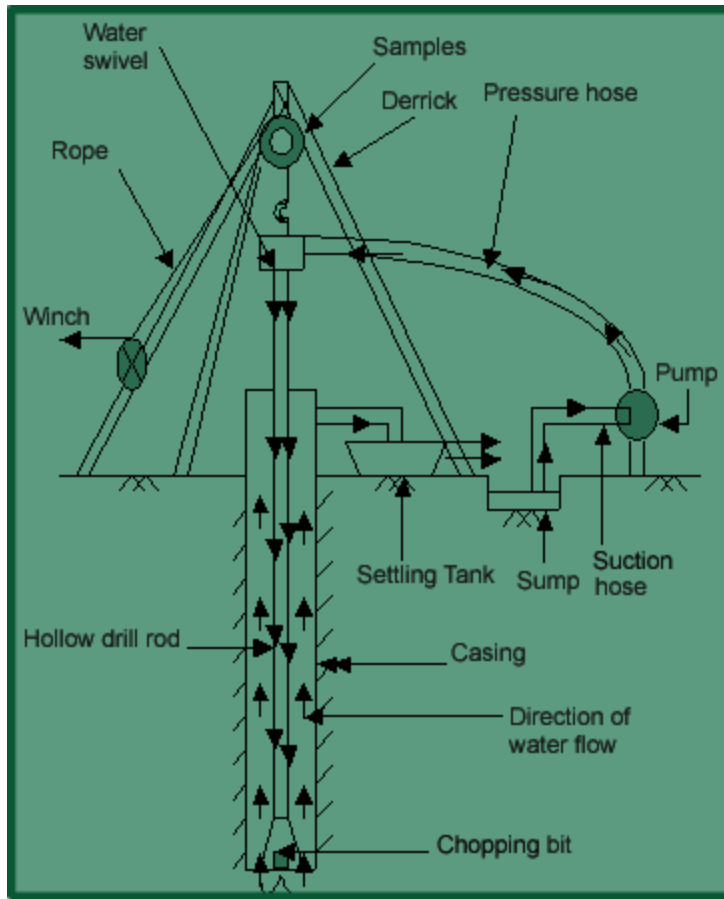 Water
swivel
Samples
Derrick
Pressure hose
Rope
Winch
Pump
Settling Tank
Sump
Suction
hose
Hollow drill rod
Casing
Direction of
water flow
Chopping bit